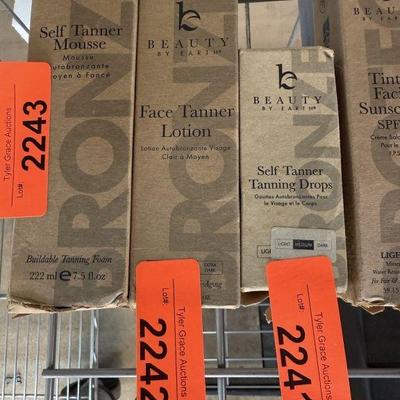 Self Tanner
Mousse
Mousse
Autobronzante
Moyen à Foncé
BRONZE
Buildable Tanning Foam
222 ml e 7.5 fl.oz
Tyler Grace Auctions
Lot#:
2243
b
BEAUTY
BY EARTH
Face Tanner
Lotion
Lotion Autobronzante Visage
Clair à Moyen
EXTRA
DARK
Tyler Grace Auctions
Lot#:
2242
b
BEAUTY
BY EARTH
Self Tanner
Tanning Drops
Gouttes Autobronzantes Pour
le Visage et le Corps
LIGHT MEDIUM DARK
Tyler Grace Auctions
Lot#:
Tint
Faci
Sunsc
SPF
LIGH